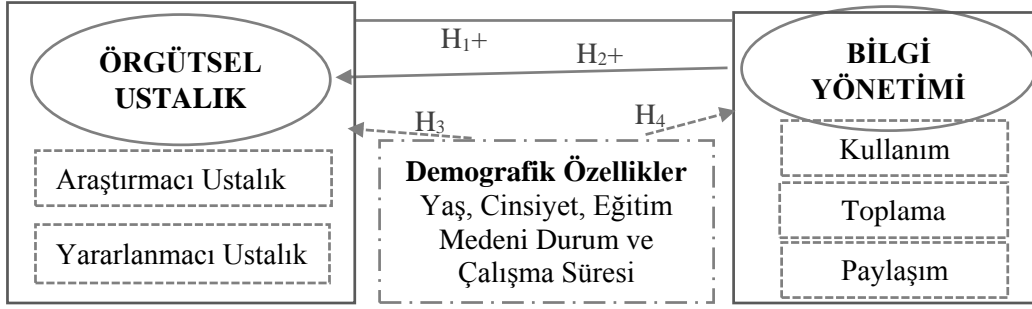 ÖRGÜTSEL
USTALIK
Araştırmacı Ustalık
Yararlanmacı Ustalık
H₁+
H₂+
H₃
H₄
Demografik Özellikler
Yaş, Cinsiyet, Eğitim
Medeni Durum ve
Çalışma Süresi
BİLGİ
YÖNETİMİ
Kullanım
Toplama
Paylaşım